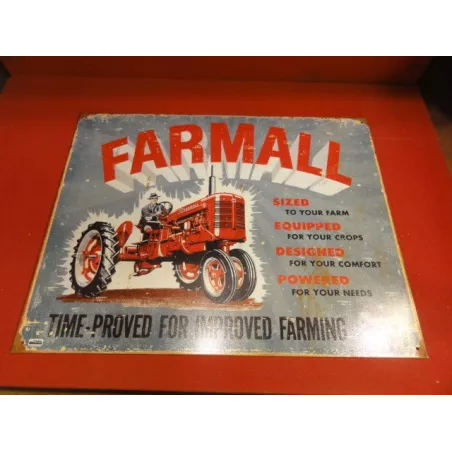 FARMALL
SIZED
TO YOUR FARM
EQUIPPED
FOR YOUR CROPS
DESIGNED
FOR YOUR COMFORT
POWERED
FOR YOUR NEEDS
TIME-PROVED FOR IMPROVED FARMING